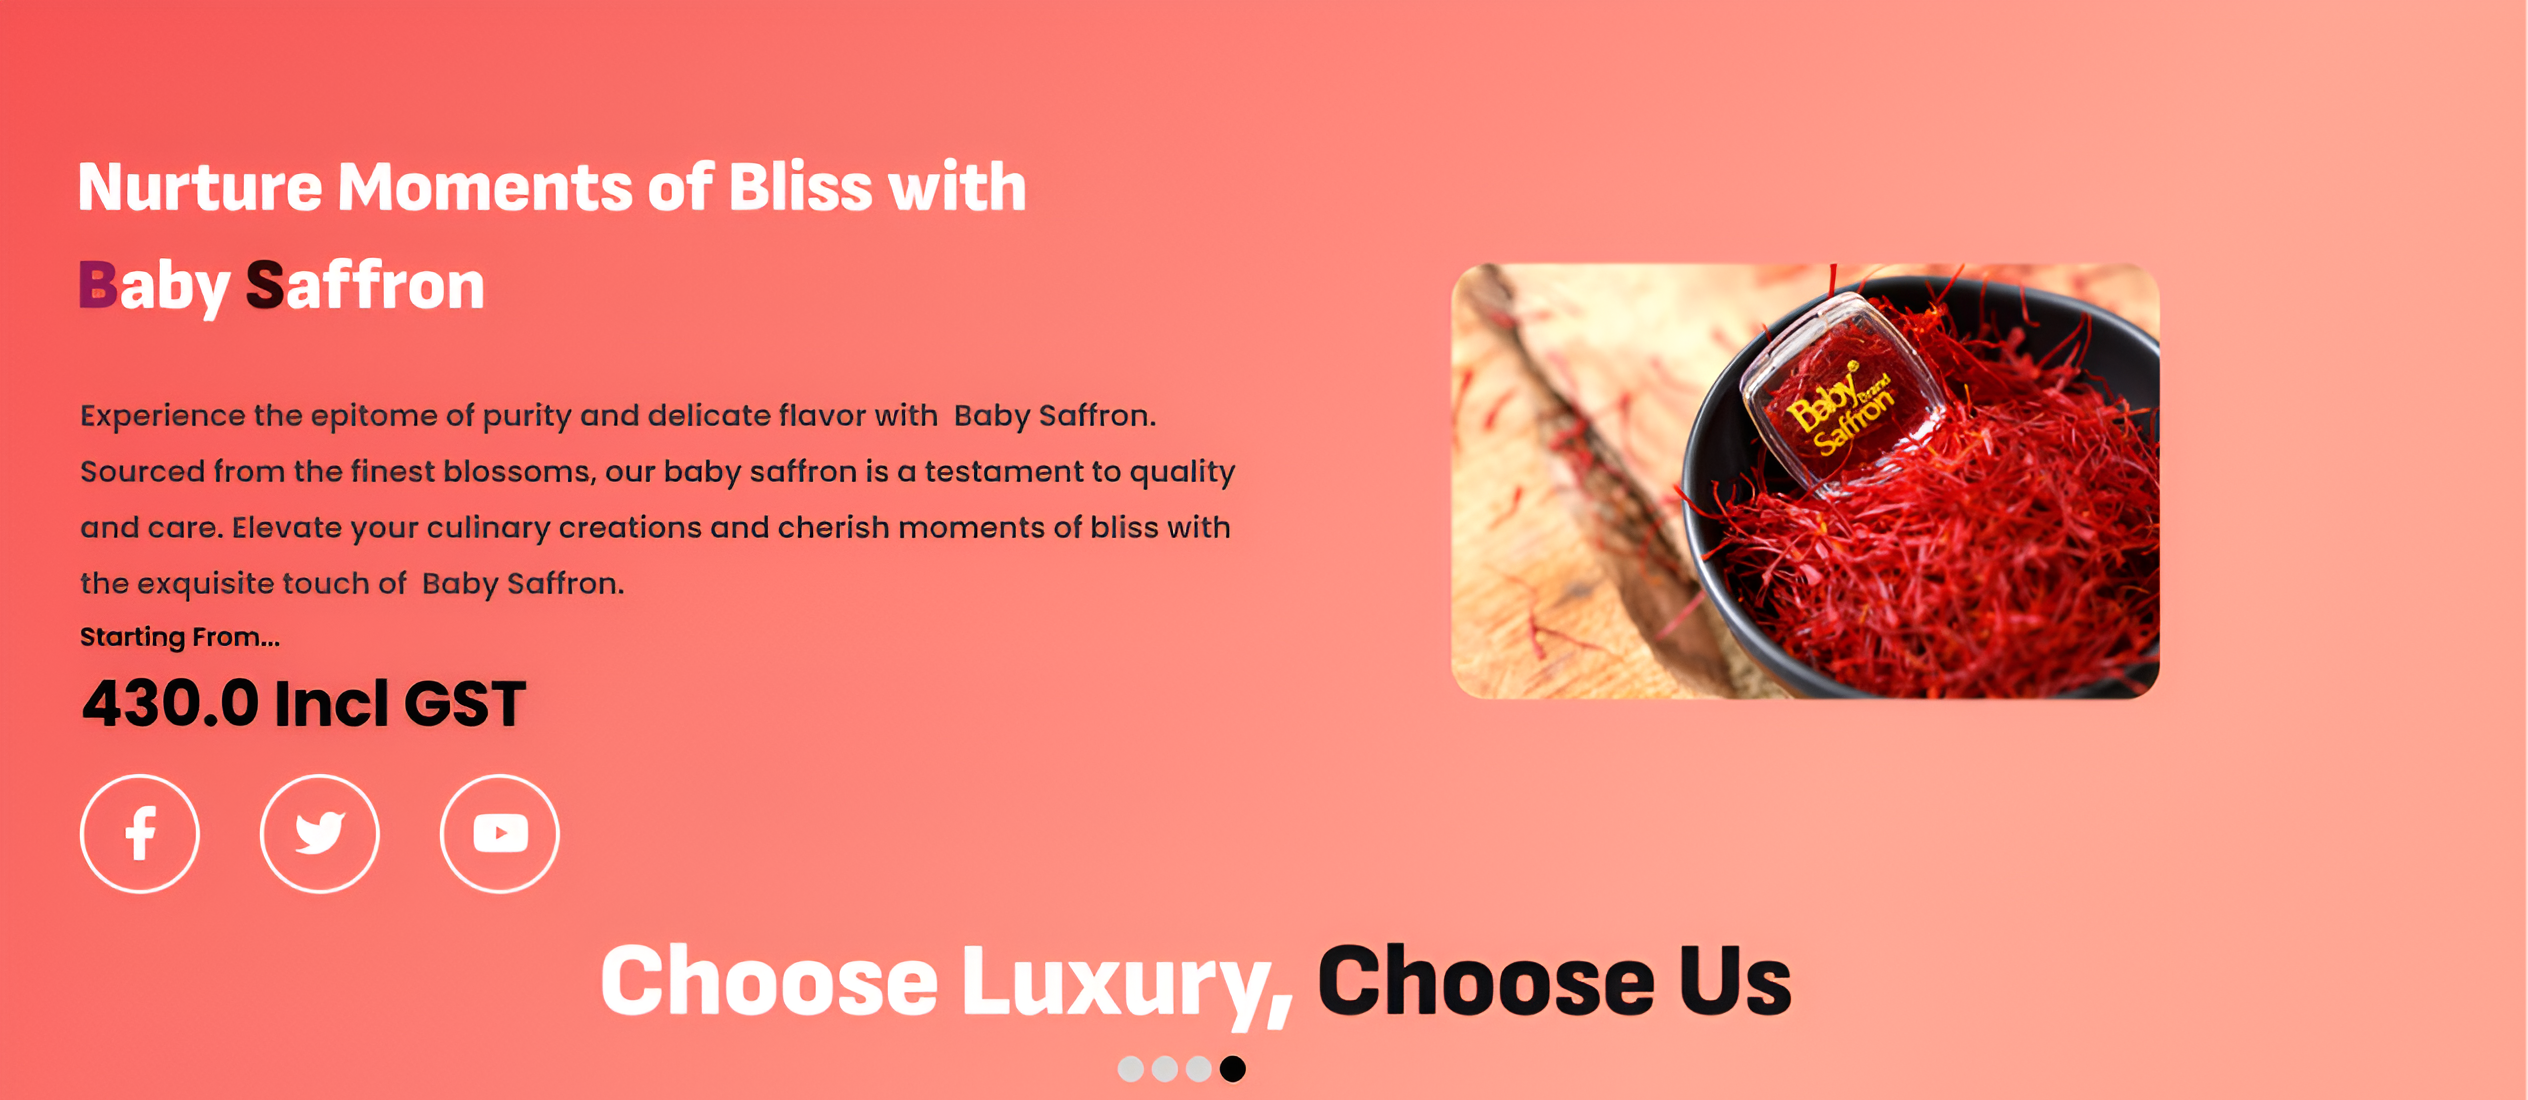 Nurture Moments of Bliss with
Baby Saffron
Experience the epitome of purity and delicate flavor with  Baby Saffron.
Sourced from the finest blossoms, our baby saffron is a testament to quality
and care. Elevate your culinary creations and cherish moments of bliss with
the exquisite touch of  Baby Saffron.
Starting From...
430.0 Incl GST
Baby
Brand
Saffron
Choose Luxury, Choose Us